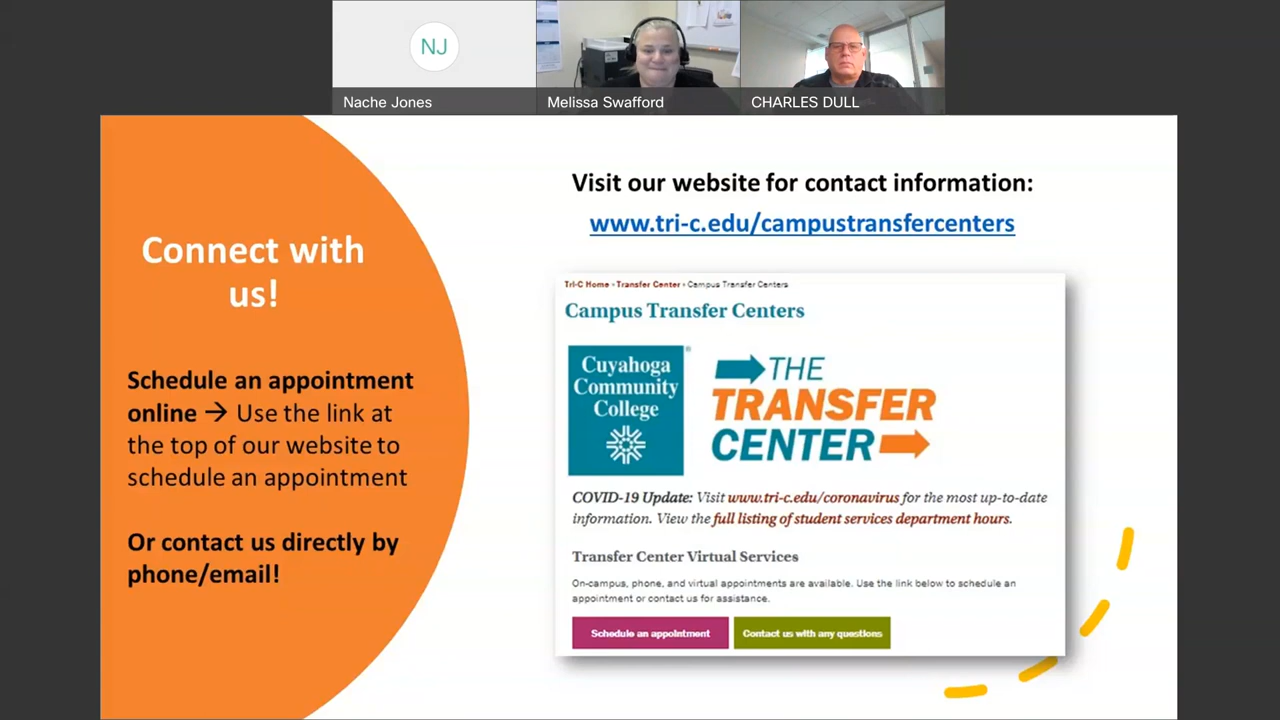 NJ
Nache Jones
Melissa Swafford
CHARLES DULL
Connect with
us!
Schedule an appointment
online → Use the link at
the top of our website to
schedule an appointment
Or contact us directly by
phone/email!
Visit our website for contact information:
www.tri-c.edu/campustransfercenters
Tri-C Home › Transfer Center › Campus Transfer Centers
Campus Transfer Centers
Cuyahoga
Community
College
®
THE
TRANSFER
CENTER
COVID-19 Update: Visit www.tri-c.edu/coronavirus for the most up-to-date
information. View the full listing of student services department hours.
Transfer Center Virtual Services
On-campus, phone, and virtual appointments are available. Use the link below to schedule an
appointment or contact us for assistance.
Schedule an appointment
Contact us with any questions